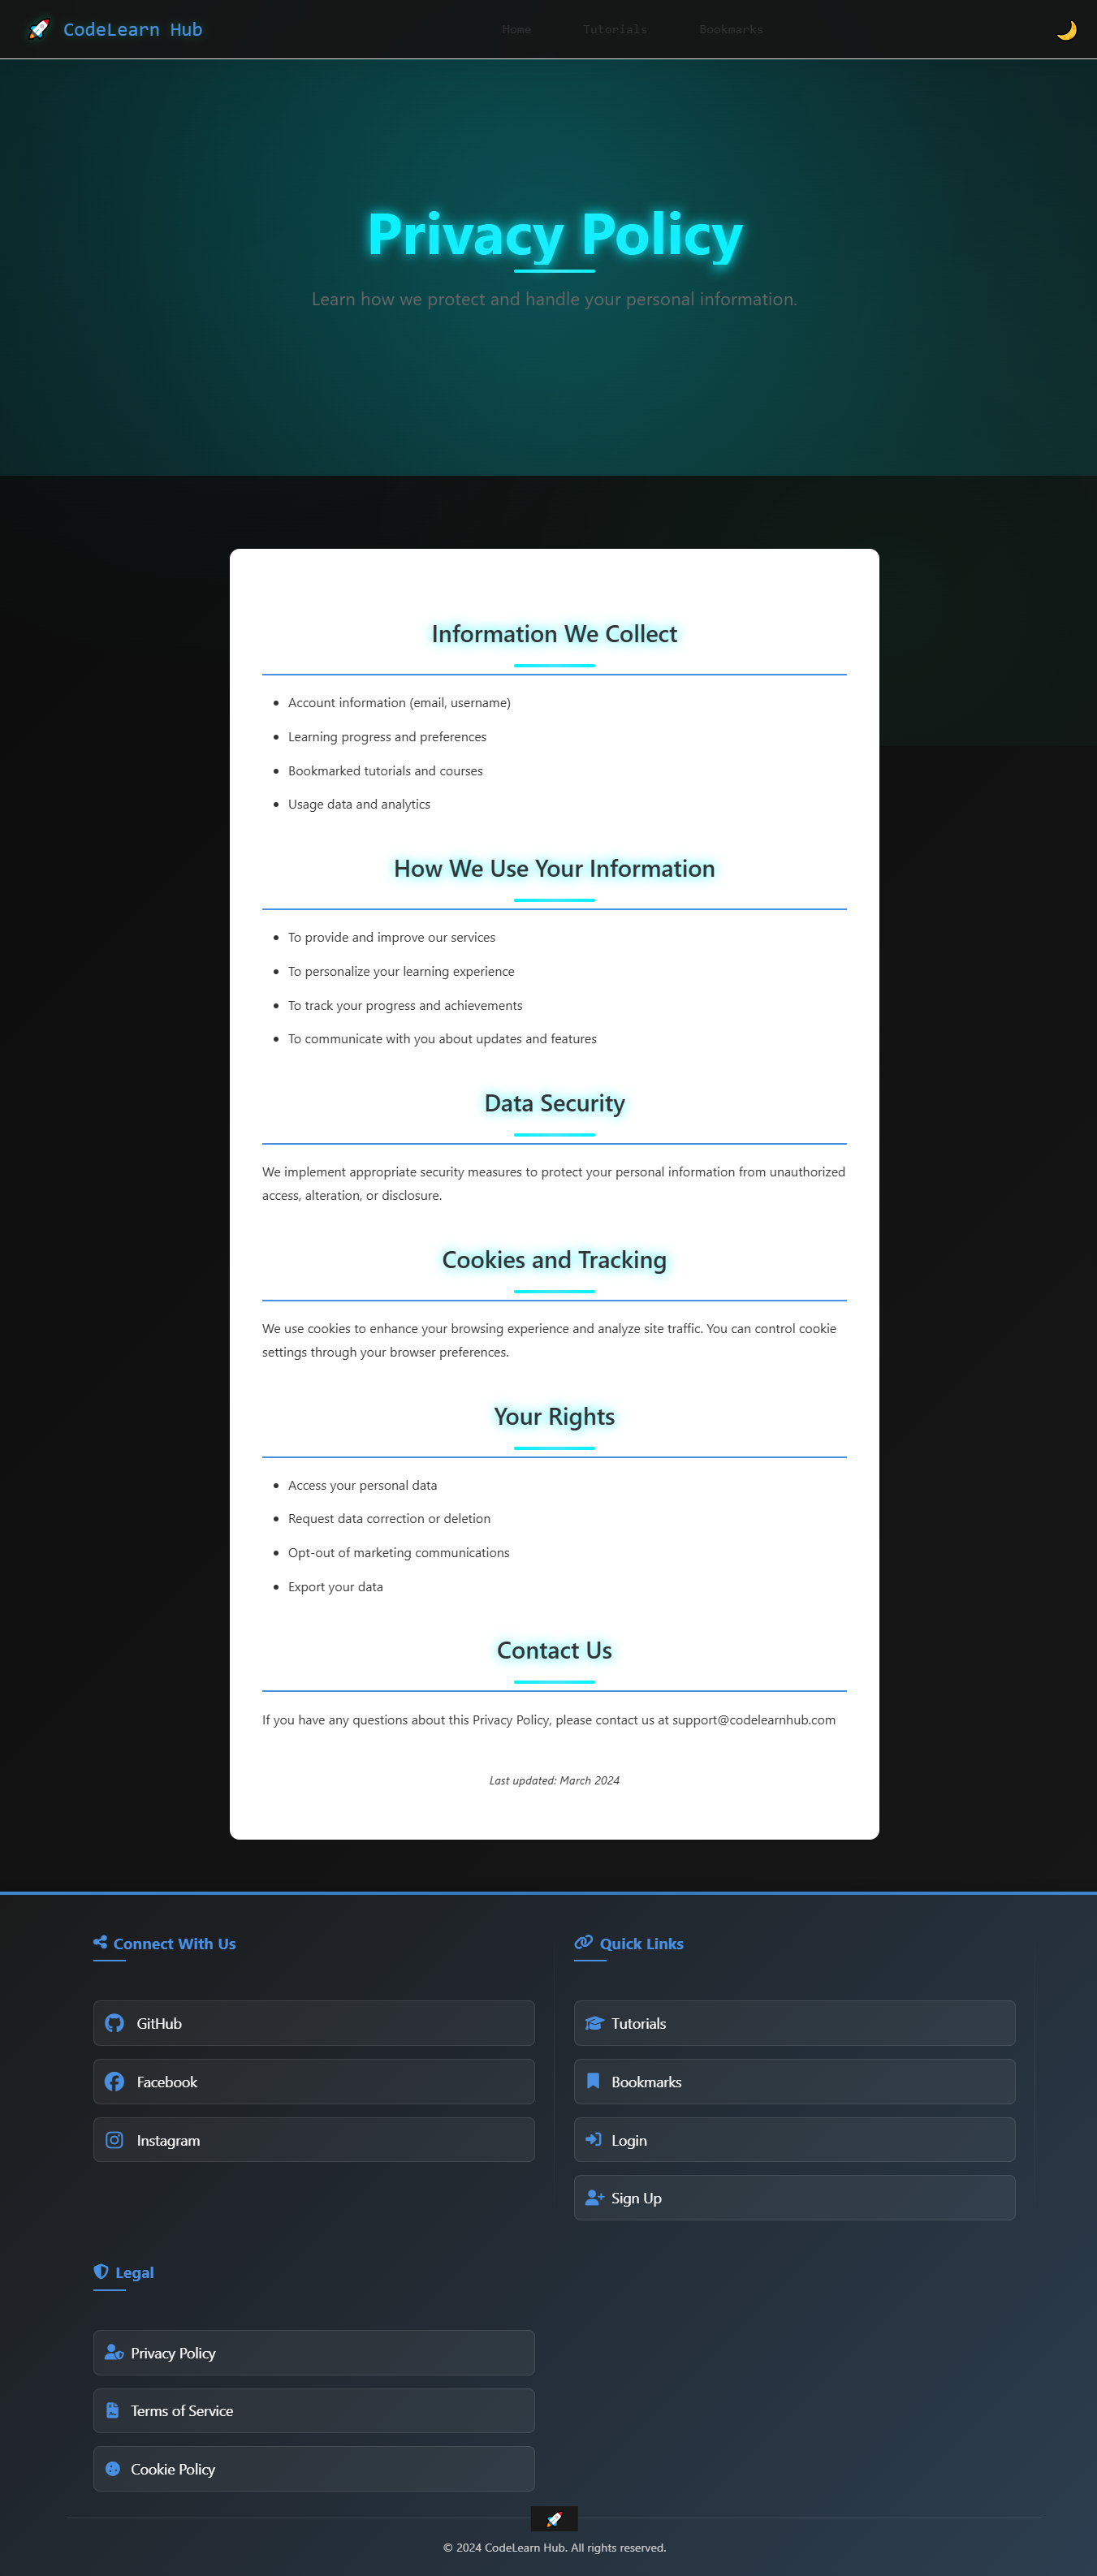 CodeLearn Hub
Home
Tutorials
Bookmarks
Privacy Policy
Learn how we protect and handle your personal information.
Information We Collect
Account information (email, username)
Learning progress and preferences
Bookmarked tutorials and courses
Usage data and analytics
How We Use Your Information
To provide and improve our services
To personalize your learning experience
To track your progress and achievements
To communicate with you about updates and features
Data Security
We implement appropriate security measures to protect your personal information from unauthorized
access, alteration, or disclosure.
Cookies and Tracking
We use cookies to enhance your browsing experience and analyze site traffic. You can control cookie
settings through your browser preferences.
Your Rights
Access your personal data
Request data correction or deletion
Opt-out of marketing communications
Export your data
Contact Us
If you have any questions about this Privacy Policy, please contact us at support@codelearnhub.com
Last updated: March 2024
Connect With Us
GitHub
Facebook
Instagram
Quick Links
Tutorials
Bookmarks
Login
Sign Up
Legal
Privacy Policy
Terms of Service
Cookie Policy
© 2024 CodeLearn Hub. All rights reserved.